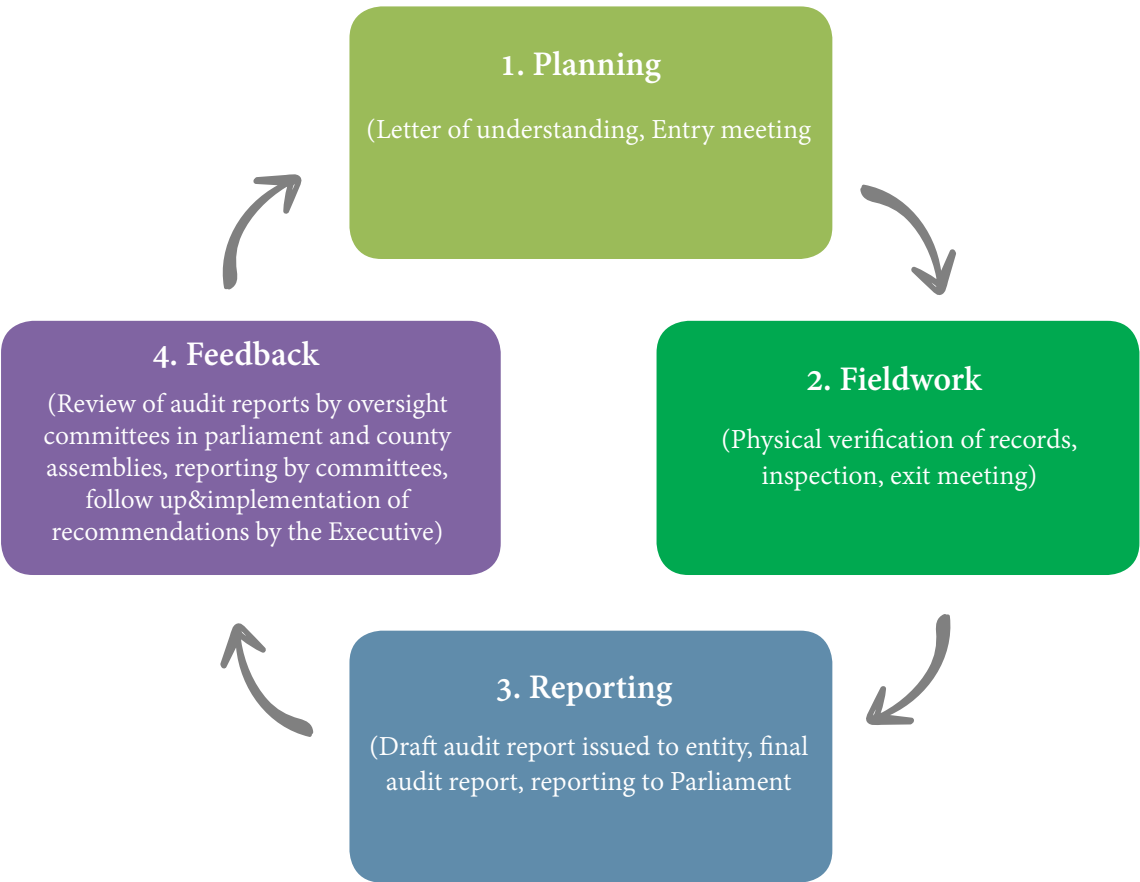 1. Planning
(Letter of understanding, Entry meeting
2. Fieldwork
(Physical verification of records,
inspection, exit meeting)
3. Reporting
(Draft audit report issued to entity, final
audit report, reporting to Parliament
4. Feedback
(Review of audit reports by oversight
committees in parliament and county
assemblies, reporting by committees,
follow up&implementation of
recommendations by the Executive)